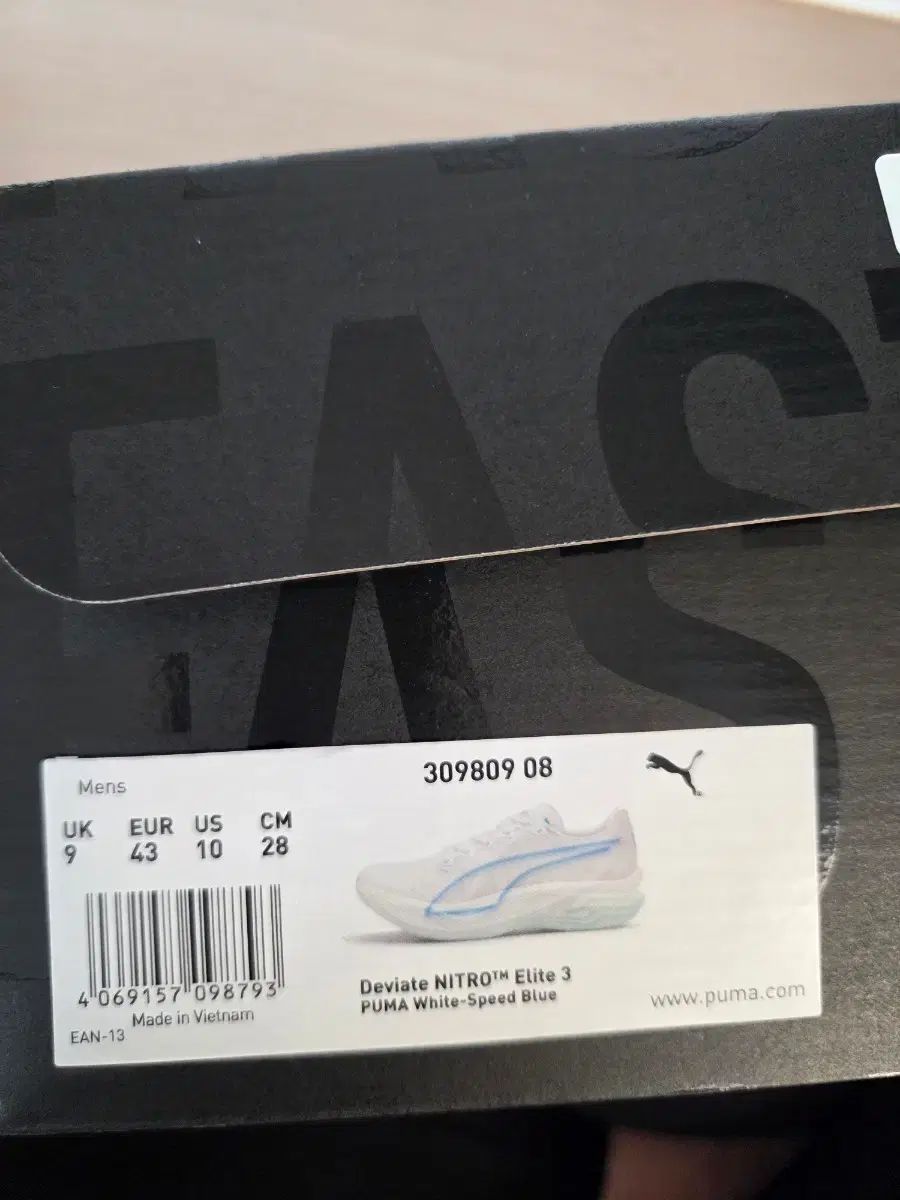 FAST
Mens
309809 08
UK EUR US CM
9 43 10 28
4 069157 098793
Made in Vietnam
EAN-13
Deviate NITRO™ Elite 3
PUMA White-Speed Blue
www.puma.com